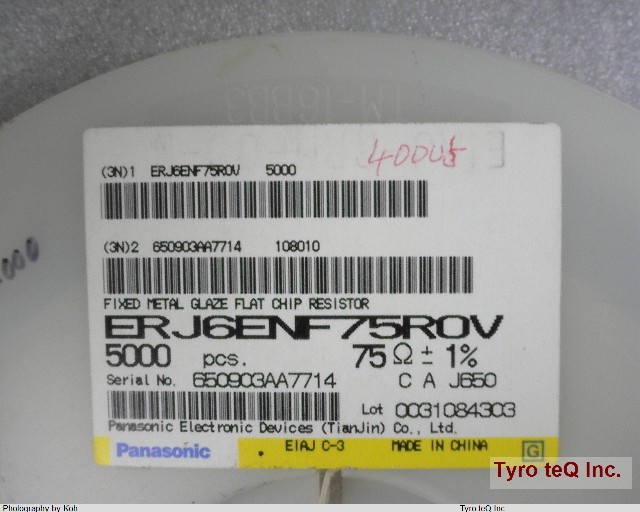 (3N)1 ERJ6ENF75R0V 5000
4000
(3N)2 650903AA7714 108010
FIXED METAL GLAZE FLAT CHIP RESISTOR
ERJ6ENF75R0V
5000 pcs. 75 Ω ± 1%
Serial No. 650903AA7714 C A J650
Lot 0031084303
Panasonic Electronic Devices (TianJin) Co., Ltd.
Panasonic EIAJ C-3 MADE IN CHINA G
Tyro teQ Inc.
Photography by Koh Tyro teQ Inc